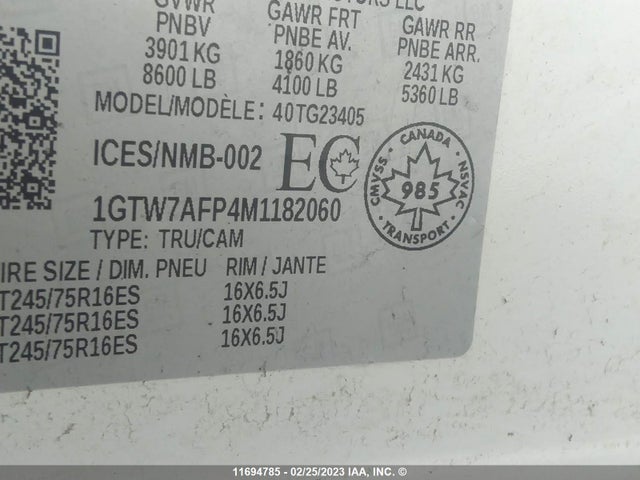 GVWR GAWR FRT GAWR RR
PNBV PNBE AV. PNBE ARR.
3901 KG 1860 KG 2431 KG
8600 LB 4100 LB 5360 LB
MODEL/MODÈLE: 40TG23405
ICES/NMB-002 EC
CANADA
CMVSS 985 NSVAC
TRANSPORT
1GTW7AFP4M1182060
TYPE: TRU/CAM
IRE SIZE / DIM. PNEU RIM / JANTE
T245/75R16ES 16X6.5J
T245/75R16ES 16X6.5J
T245/75R16ES 16X6.5J
11694785 - 02/25/2023 IAA, INC. ©